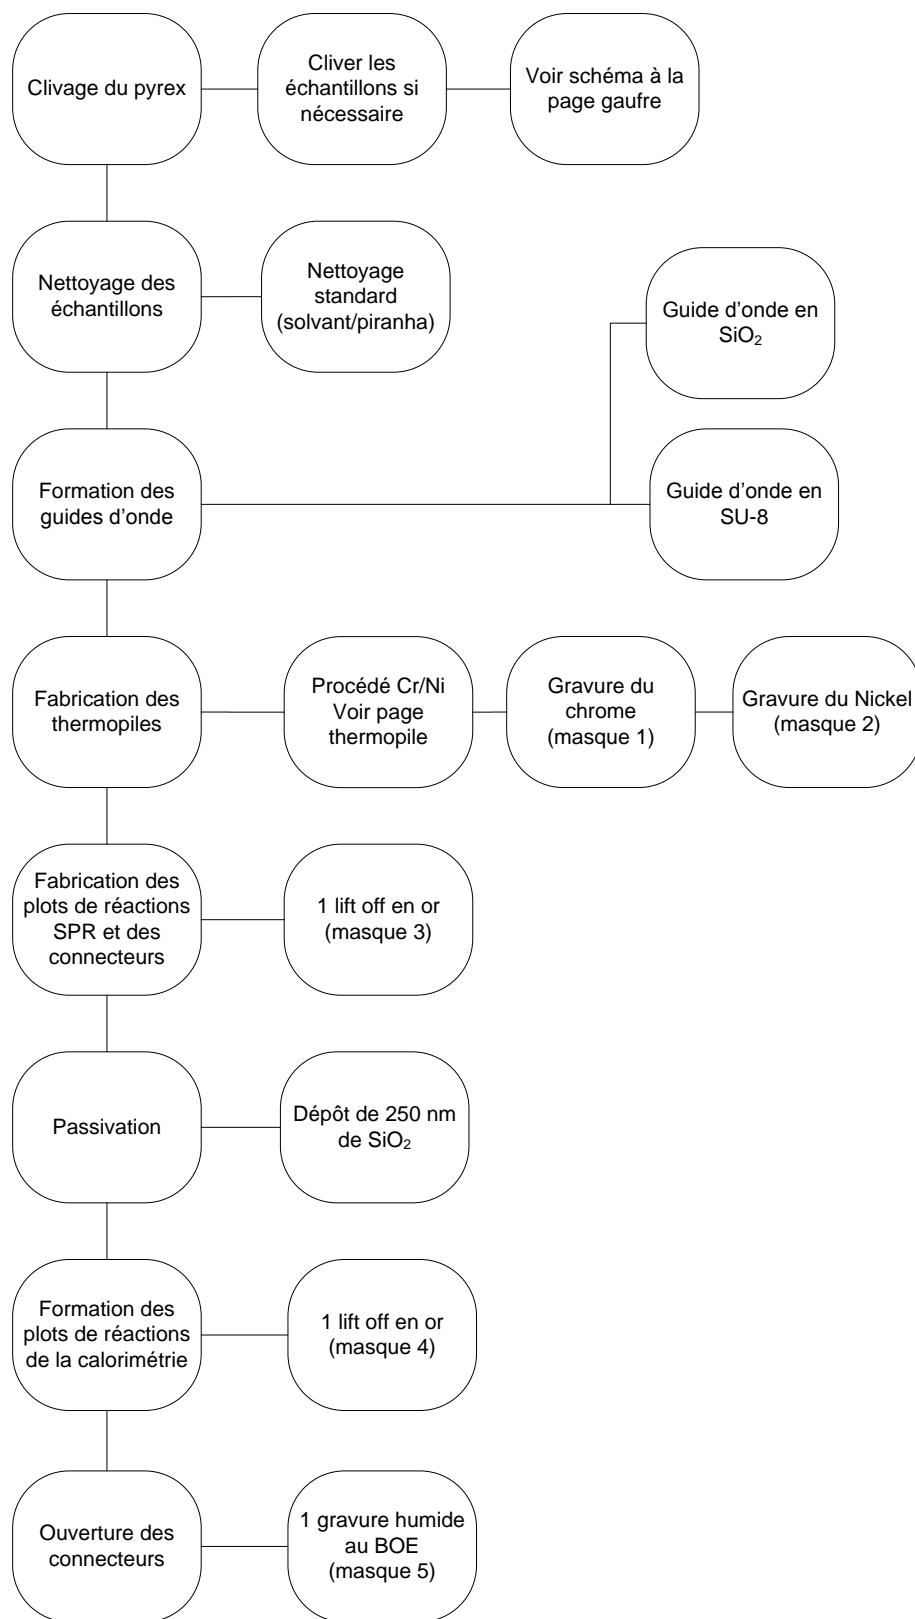 Clivage du pyrex
Cliver les
échantillons si
nécessaire
Voir schéma à la
page gaufre
Nettoyage des
échantillons
Nettoyage
standard
(solvant/piranha)
Guide d'onde en
SiO₂
Formation des
guides d'onde
Guide d'onde en
SU-8
Fabrication des
thermopiles
Procédé Cr/Ni
Voir page
thermopile
Gravure du
chrome
(masque 1)
Gravure du Nickel
(masque 2)
Fabrication des
plots de réactions
SPR et des
connecteurs
1 lift off en or
(masque 3)
Passivation
Dépôt de 250 nm
de SiO₂
Formation des
plots de réactions
de la calorimétrie
1 lift off en or
(masque 4)
Ouverture des
connecteurs
1 gravure humide
au BOE
(masque 5)